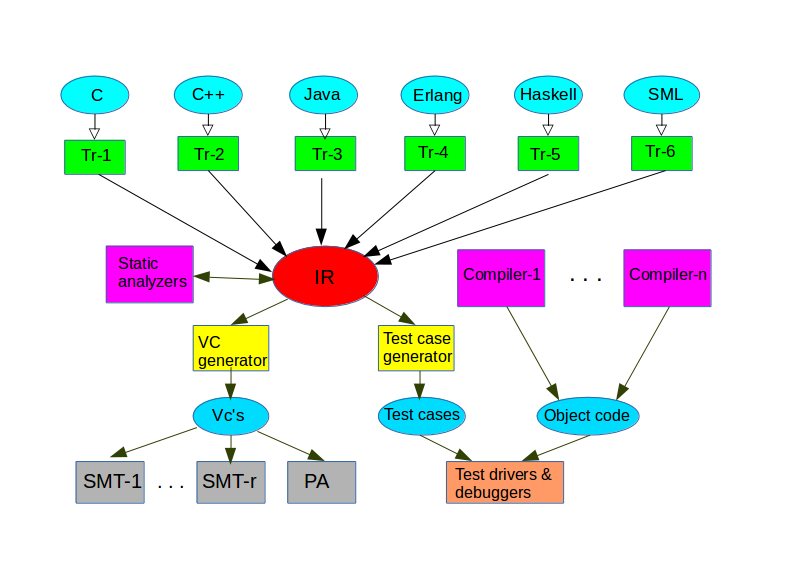 C
C++
Java
Erlang
Haskell
SML
Tr-1
Tr-2
Tr-3
Tr-4
Tr-5
Tr-6
Static
analyzers
IR
Compiler-1
. . .
Compiler-n
VC
generator
Test case
generator
Vc's
Test cases
Object code
SMT-1
. . .
SMT-r
PA
Test drivers &
debuggers